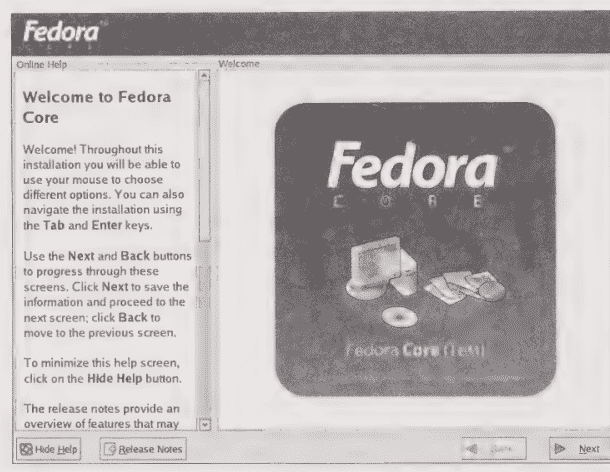 Fedora
CORE
Online Help
Welcome
Welcome to Fedora
Core
Welcome! Throughout this
installation you will be able to
use your mouse to choose
different options. You can also
navigate the installation using
the Tab and Enter keys.
Use the Next and Back buttons
to progress through these
screens. Click Next to save the
information and proceed to the
next screen; click Back to
move to the previous screen.
To minimize this help screen,
click on the Hide Help button.
The release notes provide an
overview of features that may
Fedora
CORE
Fedora Core (Test)
Hide Help
Release Notes
Back
Next